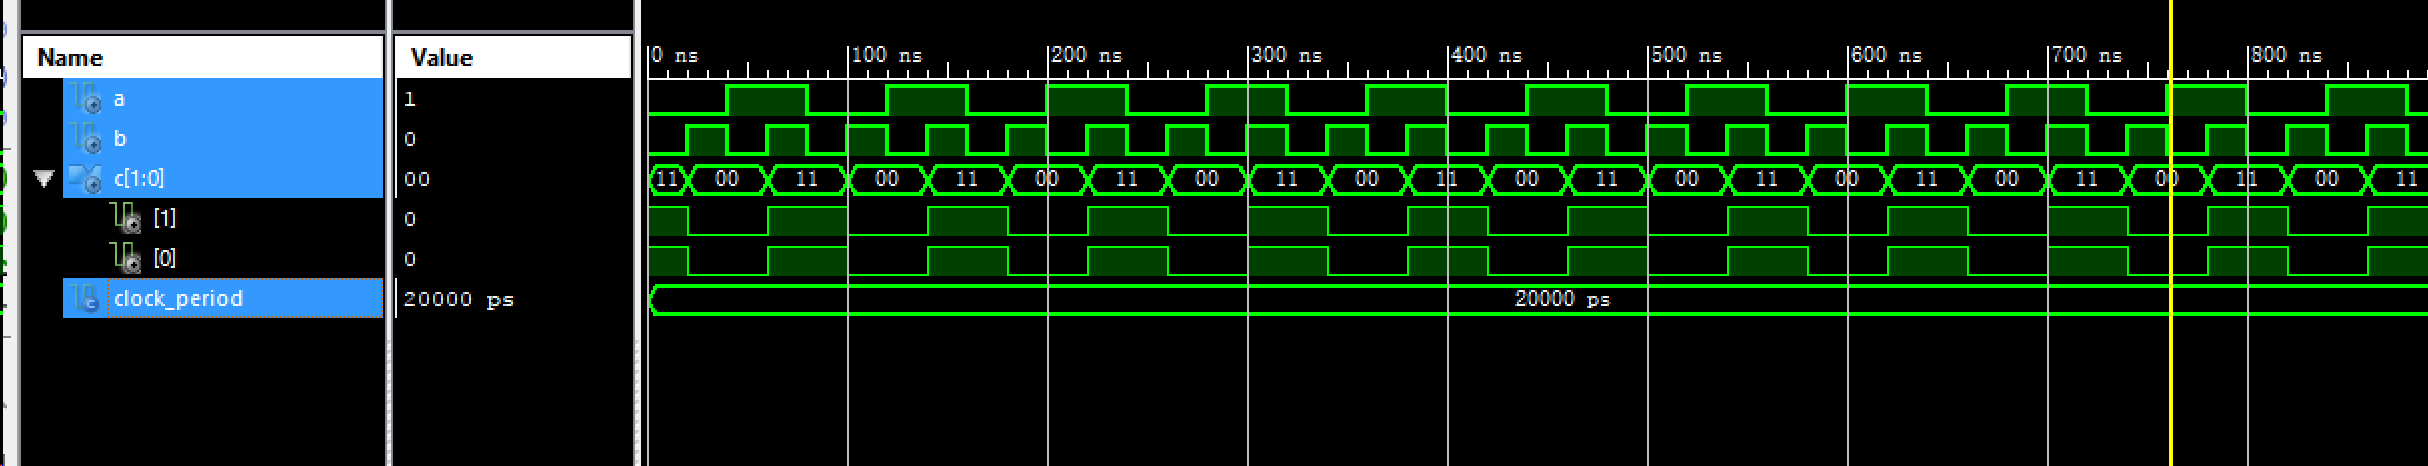 Name Value 0 ns 100 ns 200 ns 300 ns 400 ns 500 ns 600 ns 700 ns 800 ns
a 1
b 0
c[1:0] 00 11 00 11 00 11 00 11 00 11 00 11 00 11 00 11 00 11 00 11 00 11 00 11
[1] 0
[0] 0
clock_period 20000 ps 20000 ps